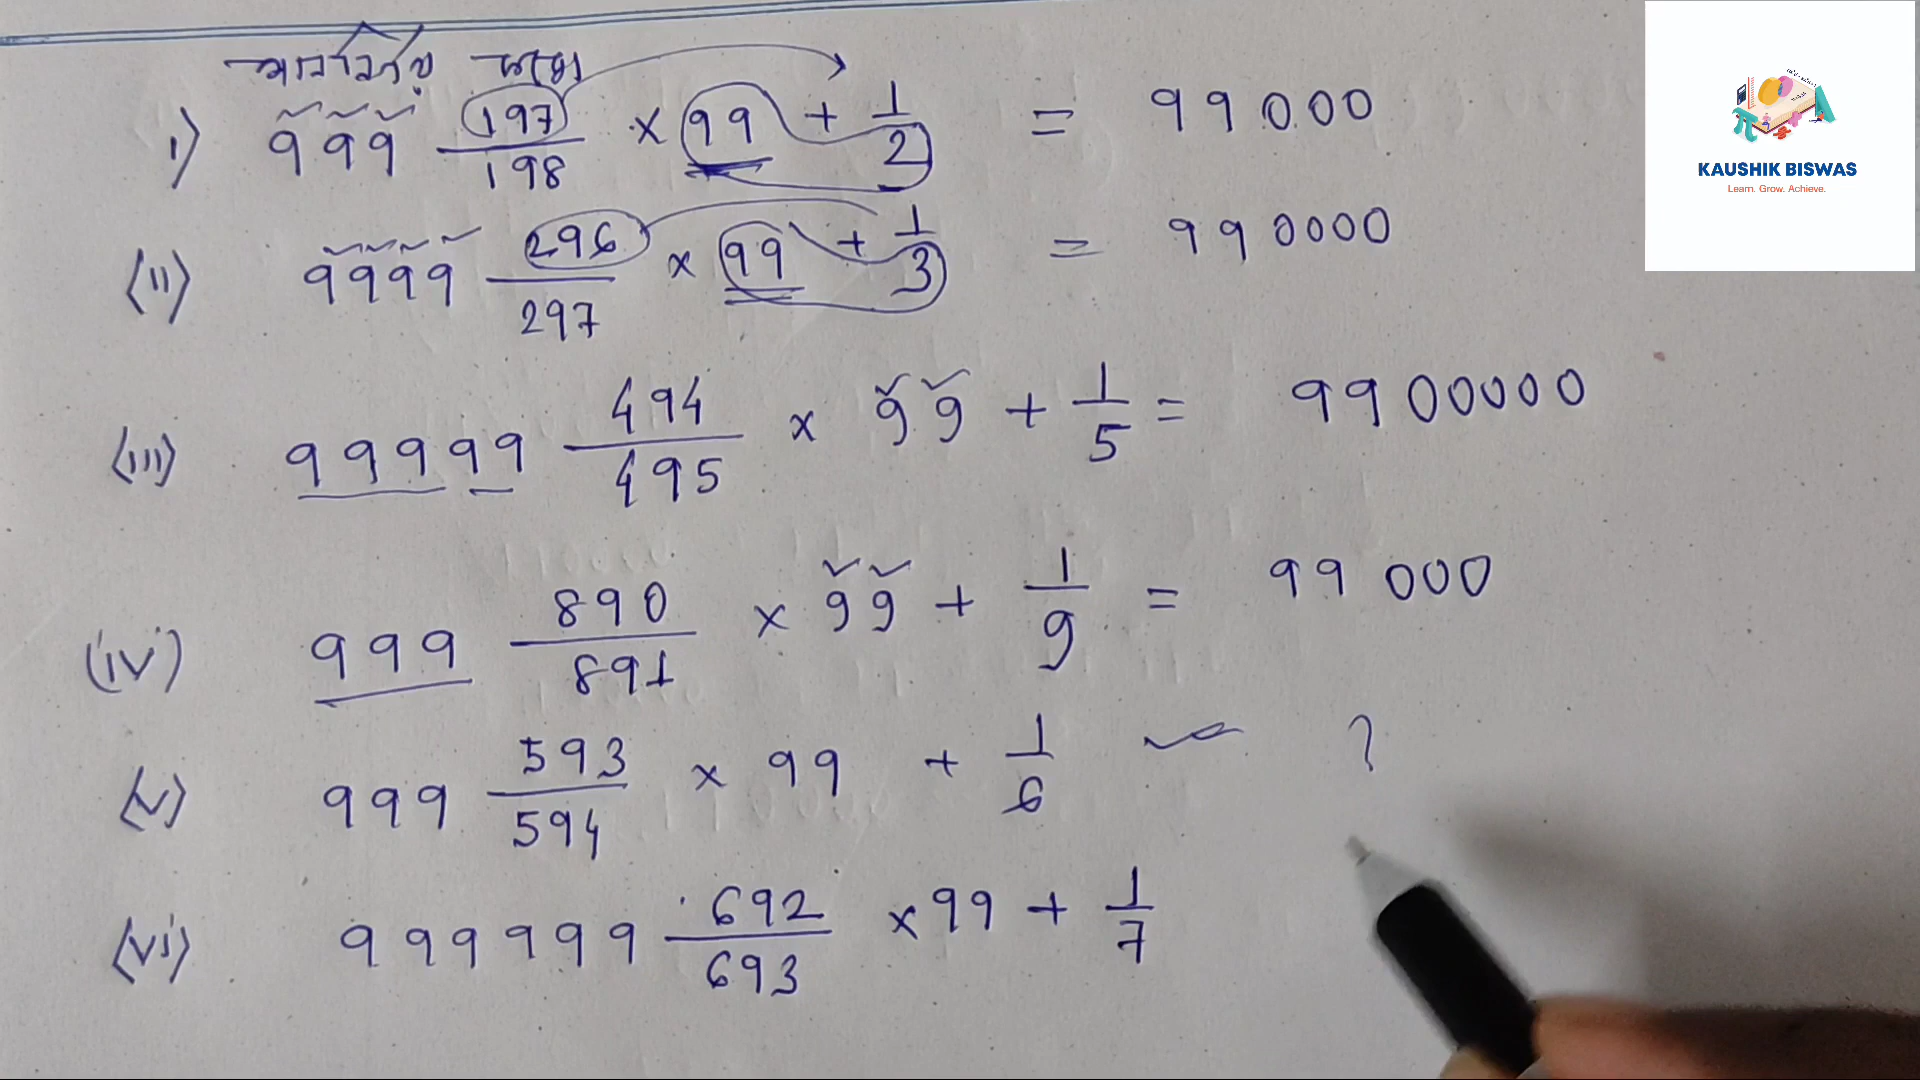 i) 999 197/198 × 99 + 1/2 = 99000
(ii) 9999 296/297 × 99 + 1/3 = 990000
(iii) 99999 494/495 × 99 + 1/5 = 9900000
(iv) 999 890/891 × 99 + 1/9 = 99000
(v) 999 593/594 × 99 + 1/6 ?
(vi) 999999 692/693 × 99 + 1/7
KAUSHIK BISWAS
Learn. Grow. Achieve.